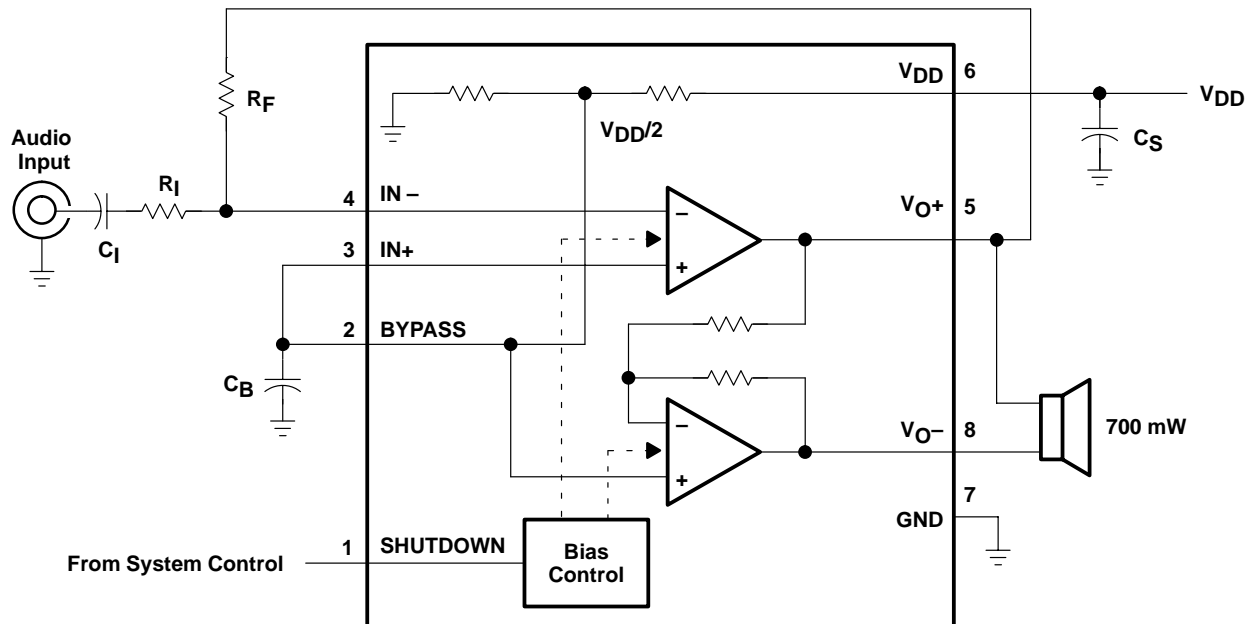 VDD 6
RF
VDD
VDD/2
CS
Audio
Input
RI
4 IN –
VO+ 5
–
CI
3 IN+
+
2 BYPASS
CB
–
VO– 8
700 mW
+
7
GND
1 SHUTDOWN
From System Control
Bias
Control